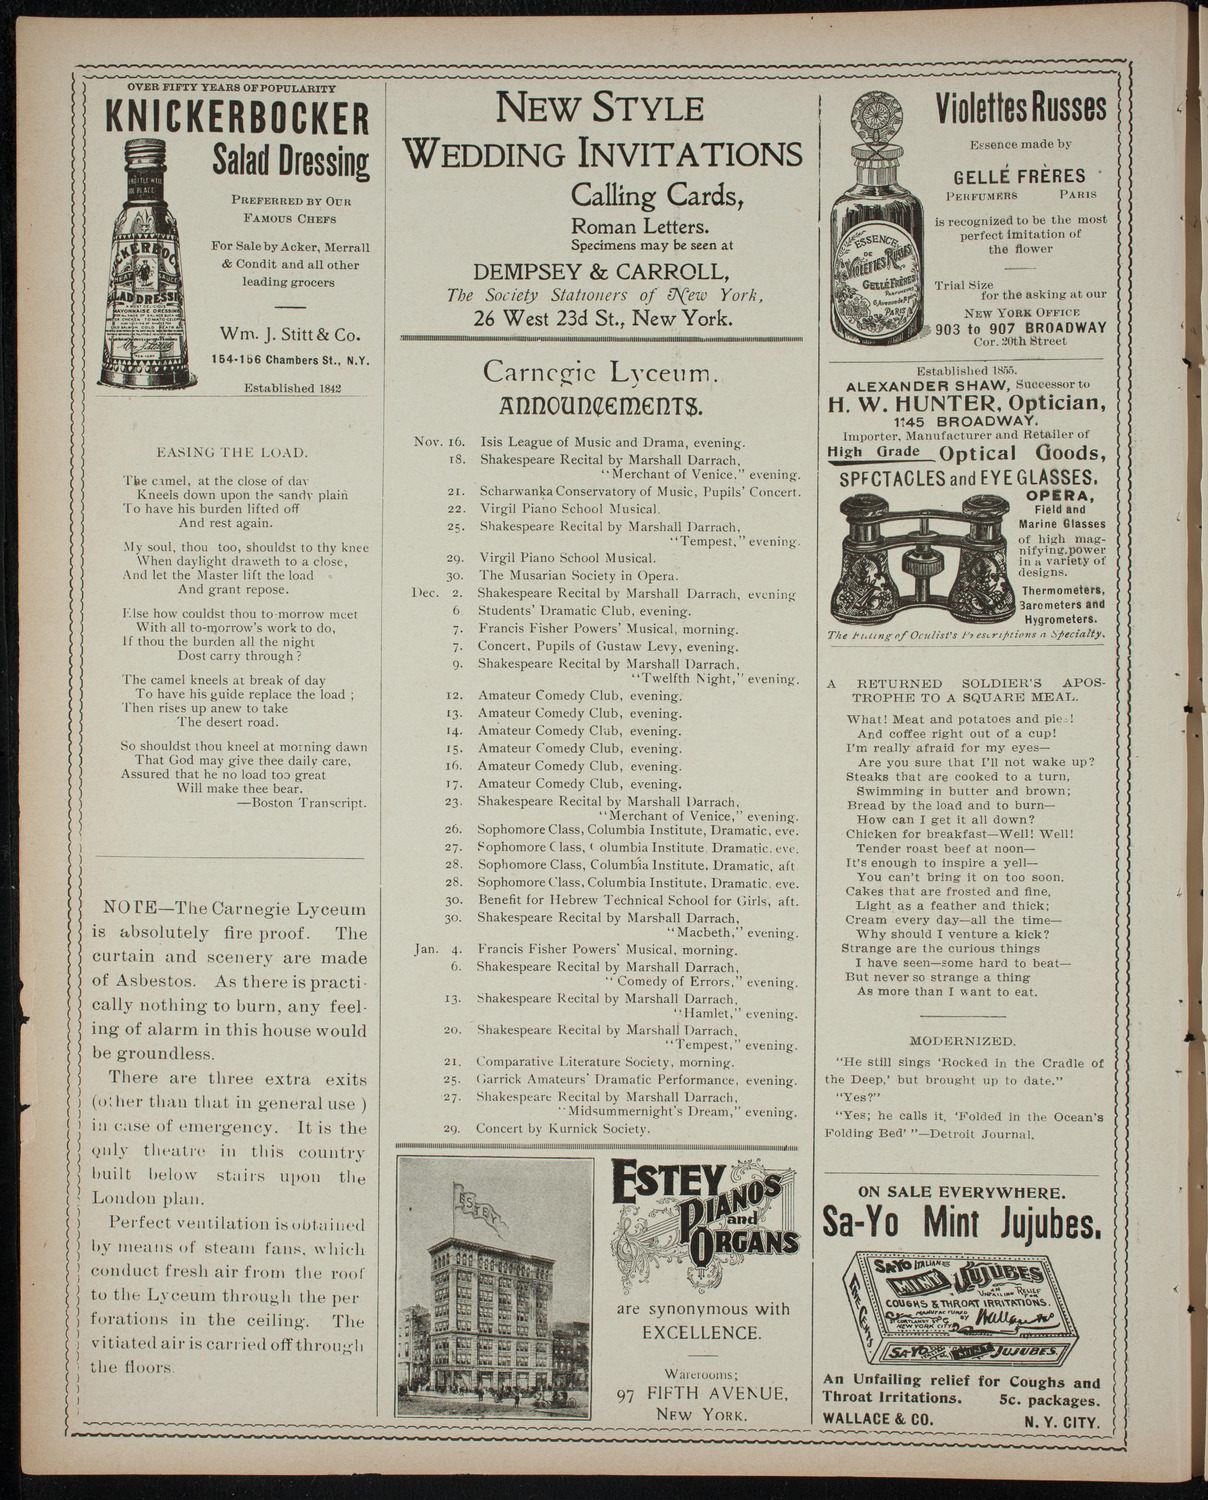 OVER FIFTY YEARS OF POPULARITY
KNICKERBOCKER
Salad Dressing
PREFERRED BY OUR
FAMOUS CHEFS
For Sale by Acker, Merrall
& Condit and all other
leading grocers
Wm. J. Stitt & Co.
154-156 Chambers St., N.Y.
Established 1842
EASING THE LOAD.
The camel, at the close of day
Kneels down upon the sandy plain
To have his burden lifted off
And rest again.
My soul, thou too, shouldst to thy knee
When daylight draweth to a close,
And let the Master lift the load
And grant repose.
Else how couldst thou to-morrow meet
With all to-morrow's work to do,
If thou the burden all the night
Dost carry through?
The camel kneels at break of day
To have his guide replace the load;
Then rises up anew to take
The desert road.
So shouldst thou kneel at morning dawn
That God may give thee daily care,
Assured that he no load too great
Will make thee bear.
—Boston Transcript.
NOTE—The Carnegie Lyceum
is absolutely fire proof. The
curtain and scenery are made
of Asbestos. As there is practi-
cally nothing to burn, any feel-
ing of alarm in this house would
be groundless.
There are three extra exits
(other than that in general use)
in case of emergency. It is the
only theatre in this country
built below stairs upon the
London plan.
Perfect ventilation is obtained
by means of steam fans, which
conduct fresh air from the roof
to the Lyceum through the per
forations in the ceiling. The
vitiated air is carried off through
the floors.
NEW STYLE
WEDDING INVITATIONS
Calling Cards,
Roman Letters.
Specimens may be seen at
DEMPSEY & CARROLL,
The Society Stationers of New York,
26 West 23d St., New York.
Carnegie Lyceum.
ANNOUNCEMENTS.
Nov. 16. Isis League of Music and Drama, evening.
18. Shakespeare Recital by Marshall Darrach,
"Merchant of Venice," evening.
21. Scharwanka Conservatory of Music, Pupils' Concert.
22. Virgil Piano School Musical.
25. Shakespeare Recital by Marshall Darrach,
"Tempest," evening.
29. Virgil Piano School Musical.
30. The Musarian Society in Opera.
Dec. 2. Shakespeare Recital by Marshall Darrach, evening
6. Students' Dramatic Club, evening.
7. Francis Fisher Powers' Musical, morning.
7. Concert, Pupils of Gustaw Levy, evening.
9. Shakespeare Recital by Marshall Darrach,
"Twelfth Night," evening.
12. Amateur Comedy Club, evening.
13. Amateur Comedy Club, evening.
14. Amateur Comedy Club, evening.
15. Amateur Comedy Club, evening.
16. Amateur Comedy Club, evening.
17. Amateur Comedy Club, evening.
23. Shakespeare Recital by Marshall Darrach,
"Merchant of Venice," evening.
26. Sophomore Class, Columbia Institute, Dramatic, eve.
27. Sophomore Class, Columbia Institute, Dramatic, eve.
28. Sophomore Class, Columbia Institute, Dramatic, aft
28. Sophomore Class, Columbia Institute, Dramatic, eve.
30. Benefit for Hebrew Technical School for Girls, aft.
30. Shakespeare Recital by Marshall Darrach,
"Macbeth," evening.
Jan. 4. Francis Fisher Powers' Musical, morning.
6. Shakespeare Recital by Marshall Darrach,
"Comedy of Errors," evening.
13. Shakespeare Recital by Marshall Darrach,
"Hamlet," evening.
20. Shakespeare Recital by Marshall Darrach,
"Tempest," evening.
21. Comparative Literature Society, morning.
25. Garrick Amateurs' Dramatic Performance, evening.
27. Shakespeare Recital by Marshall Darrach,
"Midsummernight's Dream," evening.
29. Concert by Kurnick Society.
ESTEY
ESTEY
PIANOS
and
ORGANS
are synonymous with
EXCELLENCE.
Warerooms;
97 FIFTH AVENUE,
NEW YORK.
Violettes Russes
Essence made by
GELLÉ FRÈRES
PERFUMERS PARIS
is recognized to be the most
perfect imitation of
the flower
Trial Size
for the asking at our
NEW YORK OFFICE
903 to 907 BROADWAY
Cor. 20th Street
ESSENCE
DE
VIOLETTES RUSSES
GELLÉ FRÈRES
PARIS
Established 1855.
ALEXANDER SHAW, Successor to
H. W. HUNTER, Optician,
1145 BROADWAY.
Importer, Manufacturer and Retailer of
High Grade Optical Goods,
SPECTACLES and EYE GLASSES.
OPERA,
Field and
Marine Glasses
of high mag-
nifying power
in a variety of
designs.
Thermometers,
Barometers and
Hygrometers.
The Filling of Oculist's Prescriptions a Specialty.
A RETURNED SOLDIER'S APOS-
TROPHE TO A SQUARE MEAL.
What! Meat and potatoes and pies!
And coffee right out of a cup!
I'm really afraid for my eyes—
Are you sure that I'll not wake up?
Steaks that are cooked to a turn,
Swimming in butter and brown;
Bread by the load and to burn—
How can I get it all down?
Chicken for breakfast—Well! Well!
Tender roast beef at noon—
It's enough to inspire a yell—
You can't bring it on too soon.
Cakes that are frosted and fine,
Light as a feather and thick;
Cream every day—all the time—
Why should I venture a kick?
Strange are the curious things
I have seen—some hard to beat—
But never so strange a thing
As more than I want to eat.
MODERNIZED.
"He still sings 'Rocked in the Cradle of
the Deep,' but brought up to date."
"Yes?"
"Yes; he calls it, 'Folded in the Ocean's
Folding Bed' "—Detroit Journal.
ON SALE EVERYWHERE.
Sa-Yo Mint Jujubes.
SA-YO ITALIAN
MINT JUJUBES
AN UNFAILING RELIEF FOR
COUGHS & THROAT IRRITATIONS.
MANUFACTURED BY
NEW YORK CITY
FIVE CENTS
SA-YO MINT JUJUBES.
An Unfailing relief for Coughs and
Throat Irritations. 5c. packages.
WALLACE & CO. N. Y. CITY.